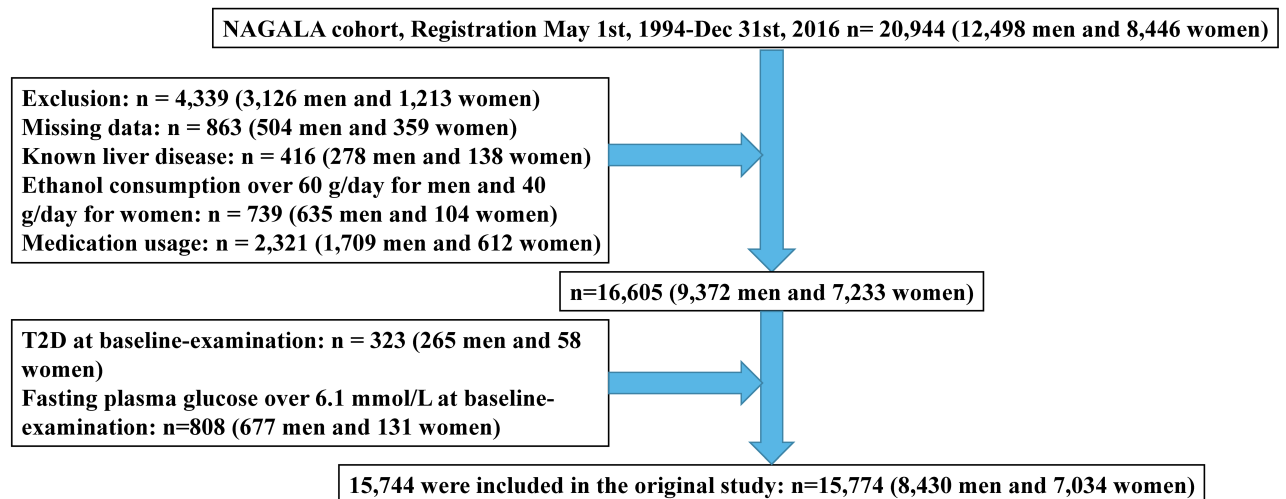 NAGALA cohort, Registration May 1st, 1994-Dec 31st, 2016 n= 20,944 (12,498 men and 8,446 women)
Exclusion: n = 4,339 (3,126 men and 1,213 women)
Missing data: n = 863 (504 men and 359 women)
Known liver disease: n = 416 (278 men and 138 women)
Ethanol consumption over 60 g/day for men and 40
g/day for women: n = 739 (635 men and 104 women)
Medication usage: n = 2,321 (1,709 men and 612 women)
n=16,605 (9,372 men and 7,233 women)
T2D at baseline-examination: n = 323 (265 men and 58
women)
Fasting plasma glucose over 6.1 mmol/L at baseline-
examination: n=808 (677 men and 131 women)
15,744 were included in the original study: n=15,774 (8,430 men and 7,034 women)